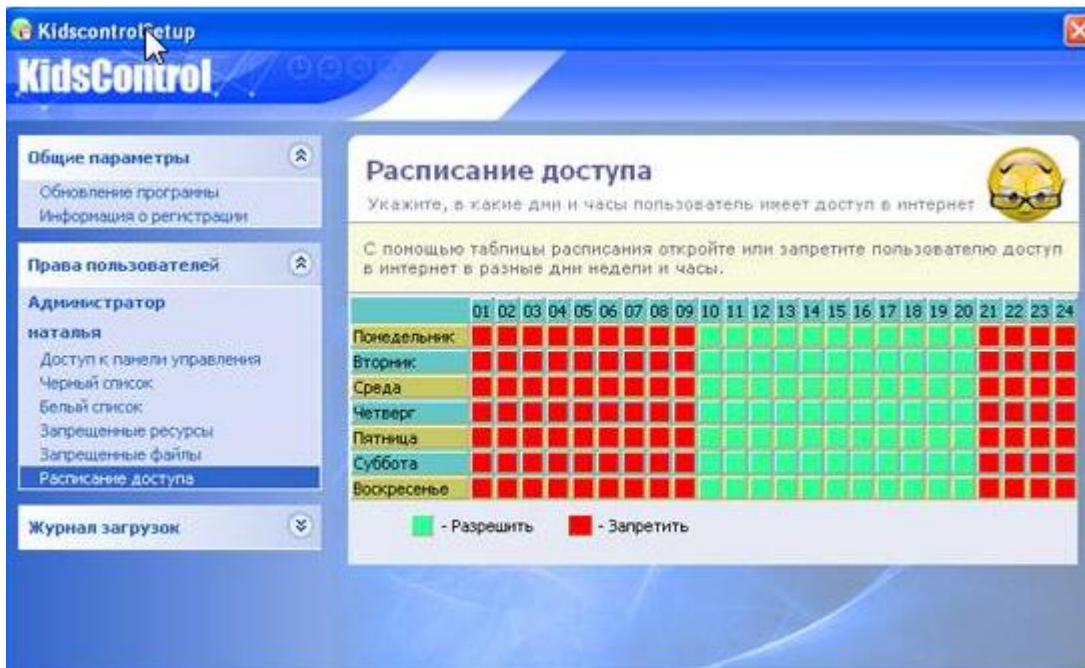 KidscontrolSetup
KidsControl
Общие параметры
Обновление программы
Информация о регистрации
Права пользователей
Администратор
наталья
Доступ к панели управления
Черный список
Белый список
Запрещенные ресурсы
Запрещенные файлы
Расписание доступа
Журнал загрузок
Расписание доступа
Укажите, в какие дни и часы пользователь имеет доступ в интернет
С помощью таблицы расписания откройте или запретите пользователю доступ
в интернет в разные дни недели и часы.
01 02 03 04 05 06 07 08 09 10 11 12 13 14 15 16 17 18 19 20 21 22 23 24
Понедельник
Вторник
Среда
Четверг
Пятница
Суббота
Воскресенье
- Разрешить - Запретить